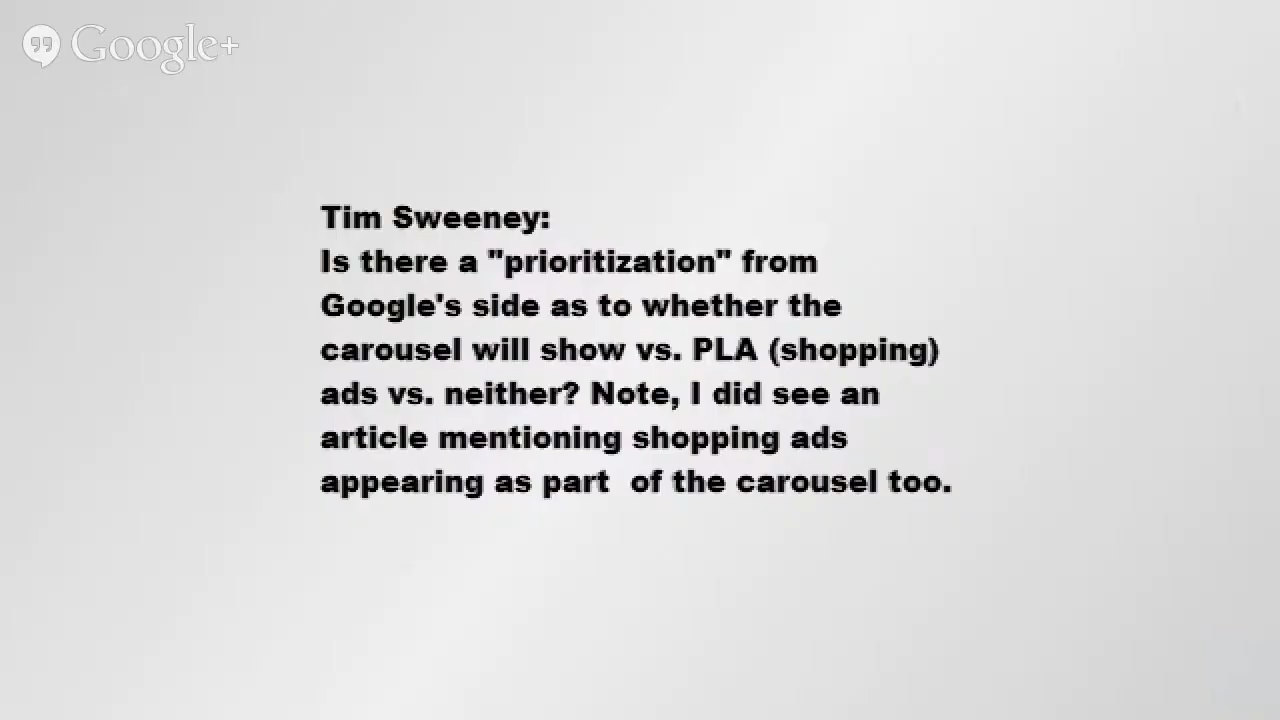 Google+
Tim Sweeney:
Is there a "prioritization" from
Google's side as to whether the
carousel will show vs. PLA (shopping)
ads vs. neither? Note, I did see an
article mentioning shopping ads
appearing as part  of the carousel too.